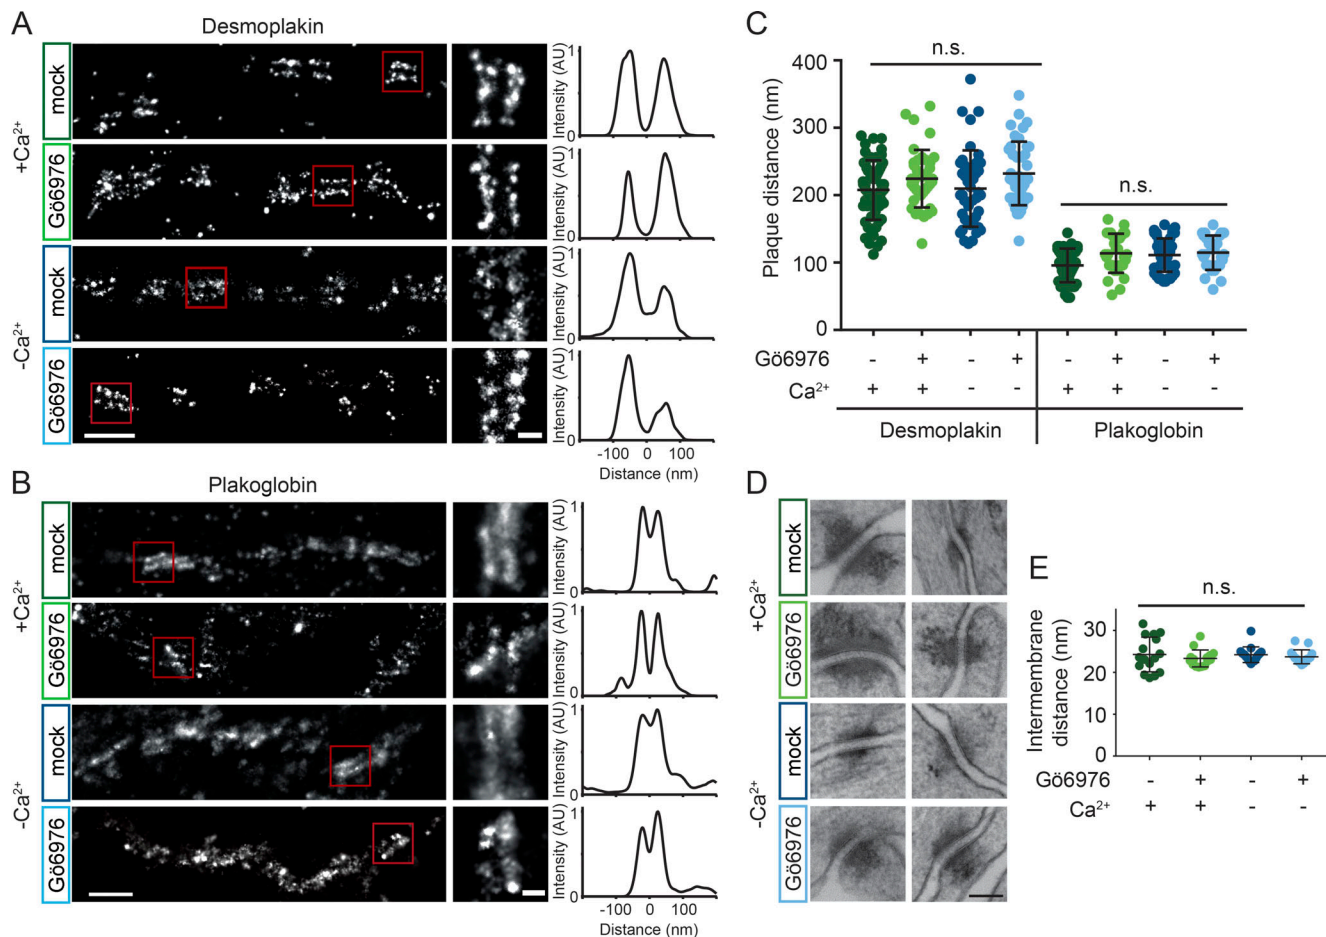 A
Desmoplakin
+Ca²⁺
mock
Intensity (AU)
1
0
Gö6976
Intensity (AU)
1
0
-Ca²⁺
mock
Intensity (AU)
1
0
Gö6976
Intensity (AU)
1
0
-100 0 100
Distance (nm)
B
Plakoglobin
+Ca²⁺
mock
Intensity (AU)
1
0
Gö6976
Intensity (AU)
1
0
-Ca²⁺
mock
Intensity (AU)
1
0
Gö6976
Intensity (AU)
1
0
-100 0 100
Distance (nm)
C
n.s.
n.s.
Plaque distance (nm)
400
300
200
100
0
Gö6976 - + - + - + - +
Ca²⁺ + + - - + + - -
Desmoplakin Plakoglobin
D
+Ca²⁺
mock
Gö6976
-Ca²⁺
mock
Gö6976
E
n.s.
Intermembrane
distance (nm)
30
20
10
0
Gö6976 - + - +
Ca²⁺ + + - -